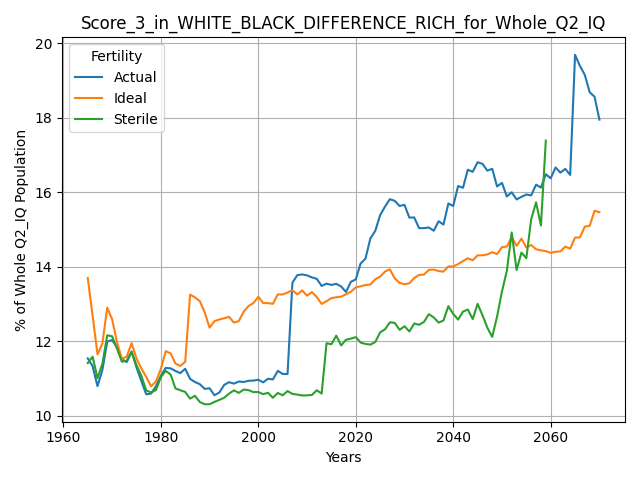 Score_3_in_WHITE_BLACK_DIFFERENCE_RICH_for_Whole_Q2_IQ
% of Whole Q2_IQ Population
20
18
16
14
12
10
Fertility
Actual
Ideal
Sterile
1960
1980
2000
2020
2040
2060
Years